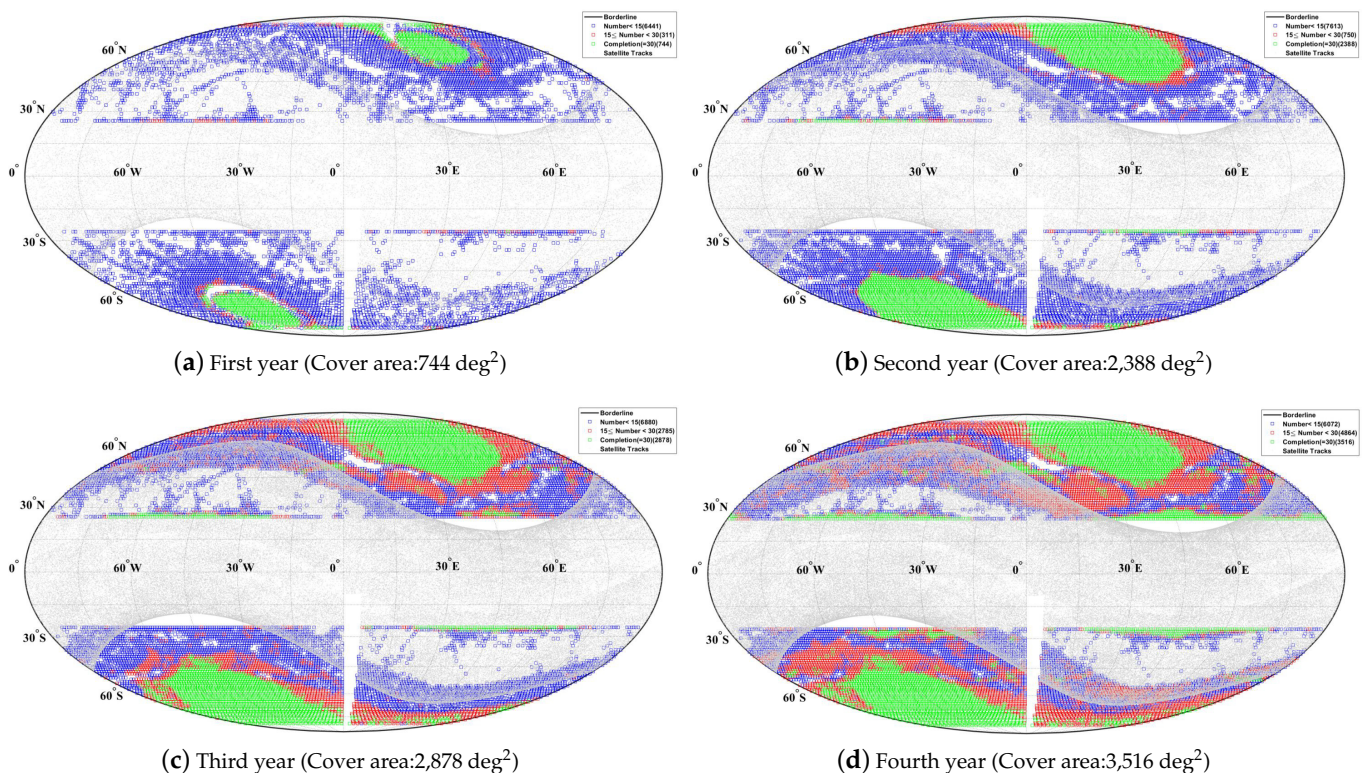 Borderline
Number< 15(6441)
15≤ Number < 30(311)
Completion(=30)(744)
Satellite Tracks
60°N
30°N
0° 60°W 30°W 0° 30°E 60°E
30°S
60°S
(a) First year (Cover area:744 deg²)
Borderline
Number< 15(7613)
15≤ Number < 30(750)
Completion(=30)(2388)
Satellite Tracks
60°N
30°N
0° 60°W 30°W 0° 30°E 60°E
30°S
60°S
(b) Second year (Cover area:2,388 deg²)
Borderline
Number< 15(6880)
15≤ Number < 30(2785)
Completion(=30)(2878)
Satellite Tracks
60°N
30°N
0° 60°W 30°W 0° 30°E 60°E
30°S
60°S
(c) Third year (Cover area:2,878 deg²)
Borderline
Number< 15(6072)
15≤ Number < 30(4864)
Completion(=30)(3516)
Satellite Tracks
60°N
30°N
0° 60°W 30°W 0° 30°E 60°E
30°S
60°S
(d) Fourth year (Cover area:3,516 deg²)